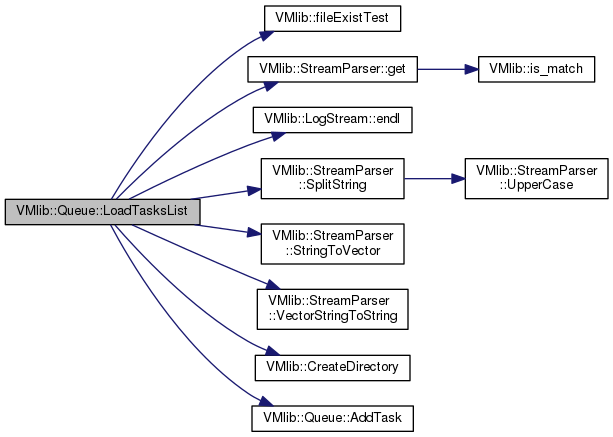 VMlib::fileExistTest
VMlib::StreamParser::get
VMlib::is_match
VMlib::LogStream::endl
VMlib::StreamParser
::SplitString
VMlib::StreamParser
::UpperCase
VMlib::Queue::LoadTasksList
VMlib::StreamParser
::StringToVector
VMlib::StreamParser
::VectorStringToString
VMlib::CreateDirectory
VMlib::Queue::AddTask